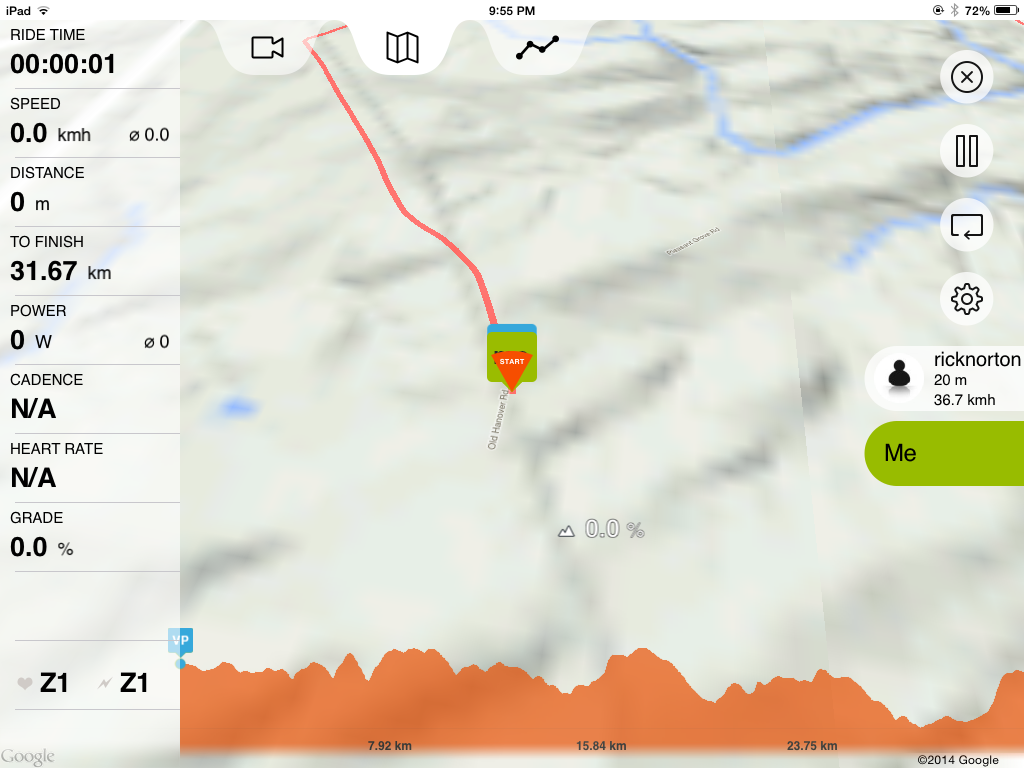 iPad
9:55 PM
72%
RIDE TIME
00:00:01
SPEED
0.0 kmh ⌀ 0.0
DISTANCE
0 m
TO FINISH
31.67 km
POWER
0 W ⌀ 0
CADENCE
N/A
HEART RATE
N/A
GRADE
0.0 %
VP
Z1 Z1
Google
Pleasant Grove Rd
START
Old Hanover Rd
0.0 %
ricknorton
20 m
36.7 kmh
Me
7.92 km
15.84 km
23.75 km
©2014 Google